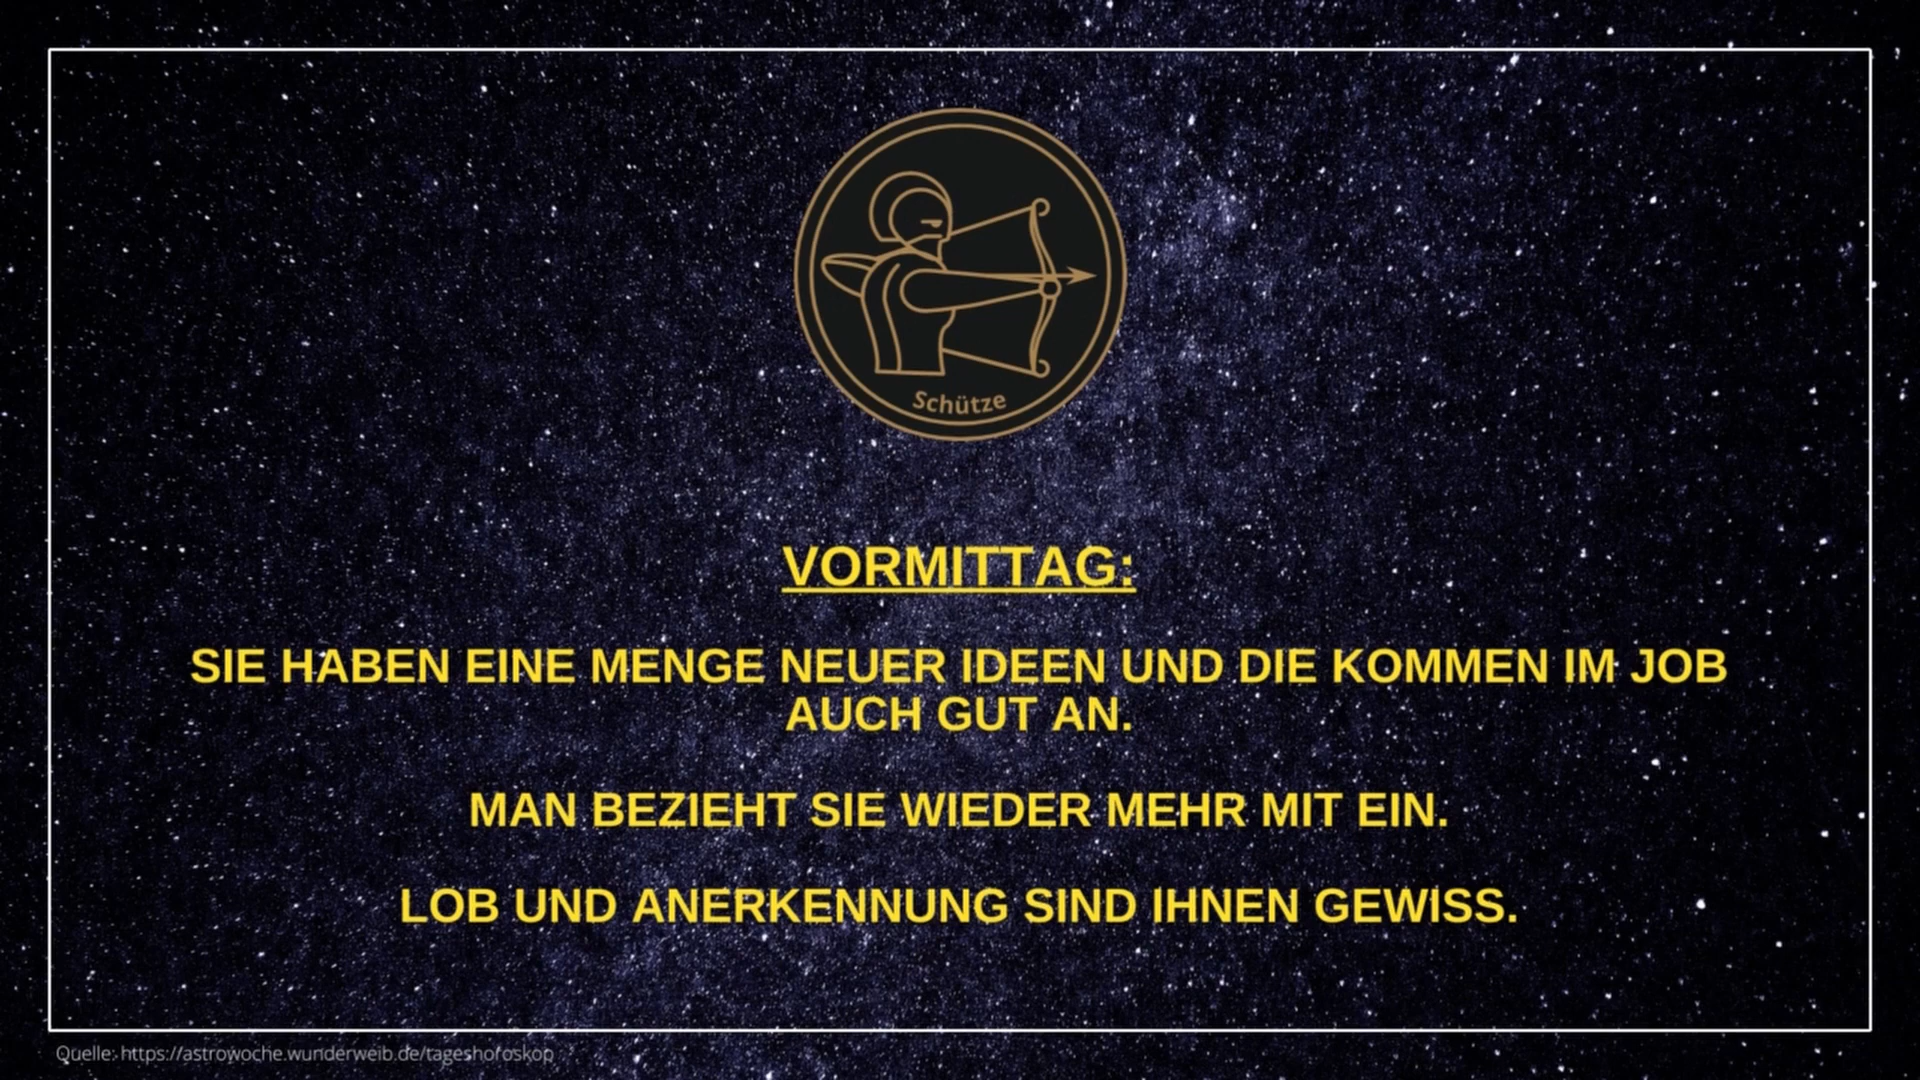 Schütze
VORMITTAG:
SIE HABEN EINE MENGE NEUER IDEEN UND DIE KOMMEN IM JOB
AUCH GUT AN.
MAN BEZIEHT SIE WIEDER MEHR MIT EIN.
LOB UND ANERKENNUNG SIND IHNEN GEWISS.
Quelle: https://astrowoche.wunderweib.de/tageshoroskop